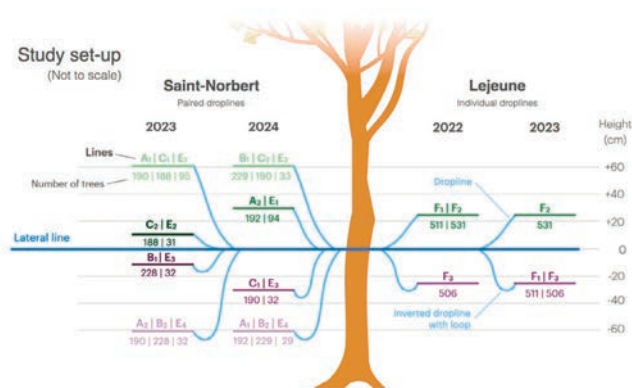 Study set-up
(Not to scale)
Saint-Norbert
Paired droplines
Lejeune
Individual droplines
2023
2024
2022
2023
Height
(cm)
Lines
A₁ | C₁ | E₁
190 | 188 | 95
Number of trees
B₁ | C₂ | E₂
229 | 190 | 33
+60
Dropline
+40
A₂ | E₁
192 | 94
F₁ | F₂
511 | 531
F₂
531
+20
C₂ | E₂
188 | 31
Lateral line
0
B₁ | E₃
228 | 32
C₁ | E₃
190 | 32
F₃
506
F₁ | F₃
511 | 506
-20
-40
Inverted dropline
with loop
A₂ | B₂ | E₄
190 | 228 | 32
A₁ | B₂ | E₄
192 | 229 | 29
-60